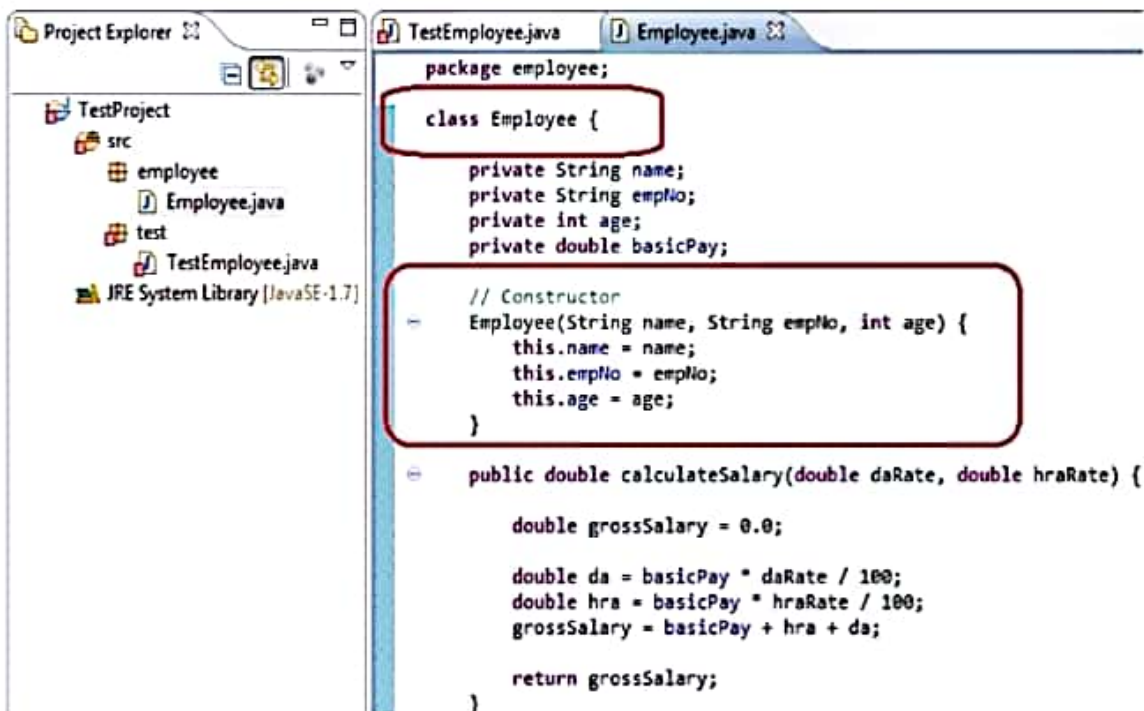 Project Explorer
TestProject
src
employee
Employee.java
test
TestEmployee.java
JRE System Library [JavaSE-1.7]
TestEmployee.java
Employee.java
package employee;
class Employee {
private String name;
private String empNo;
private int age;
private double basicPay;
// Constructor
Employee(String name, String empNo, int age) {
this.name = name;
this.empNo = empNo;
this.age = age;
}
public double calculateSalary(double daRate, double hraRate) {
double grossSalary = 0.0;
double da = basicPay * daRate / 100;
double hra = basicPay * hraRate / 100;
grossSalary = basicPay + hra + da;
return grossSalary;
}